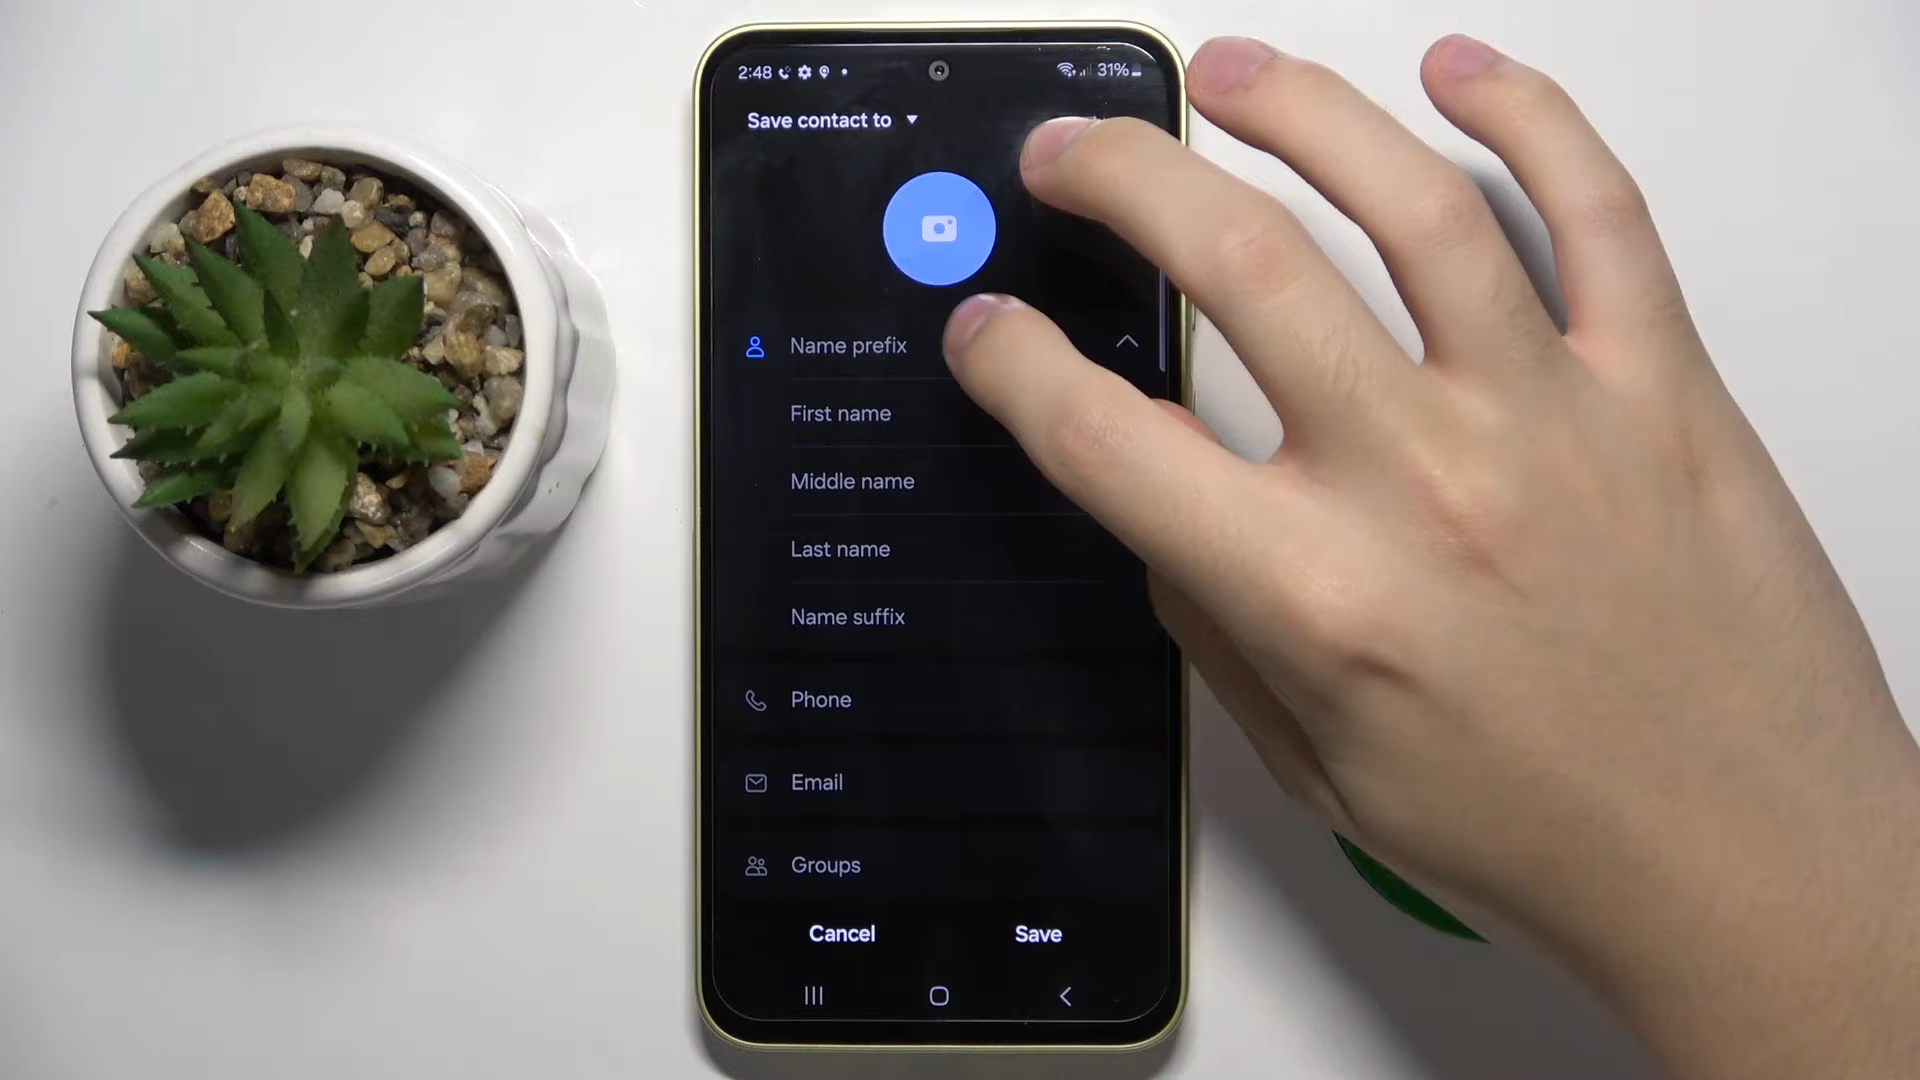 2:48
31%
Save contact to
Name prefix
First name
Middle name
Last name
Name suffix
Phone
Email
Groups
Cancel
Save